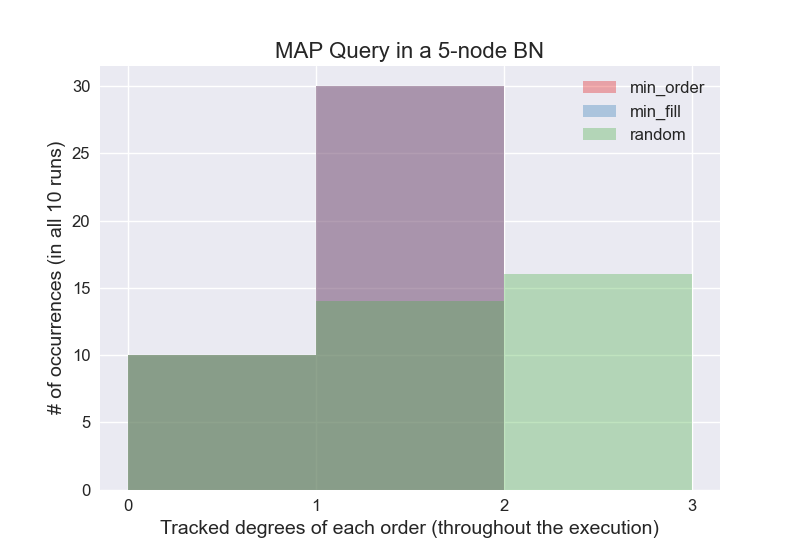 MAP Query in a 5-node BN
# of occurrences (in all 10 runs)
30
25
20
15
10
5
0
min_order
min_fill
random
0 1 2 3
Tracked degrees of each order (throughout the execution)